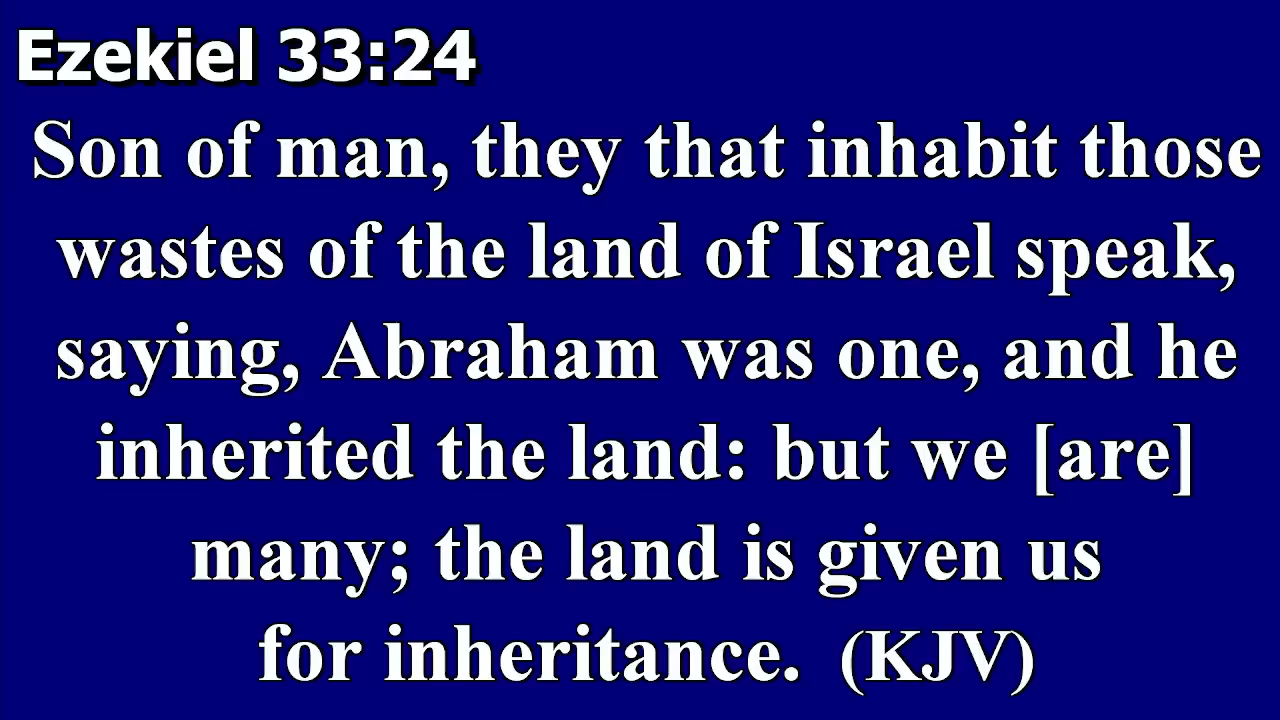 Ezekiel 33:24
Son of man, they that inhabit those
wastes of the land of Israel speak,
saying, Abraham was one, and he
inherited the land: but we [are]
many; the land is given us
for inheritance. (KJV)